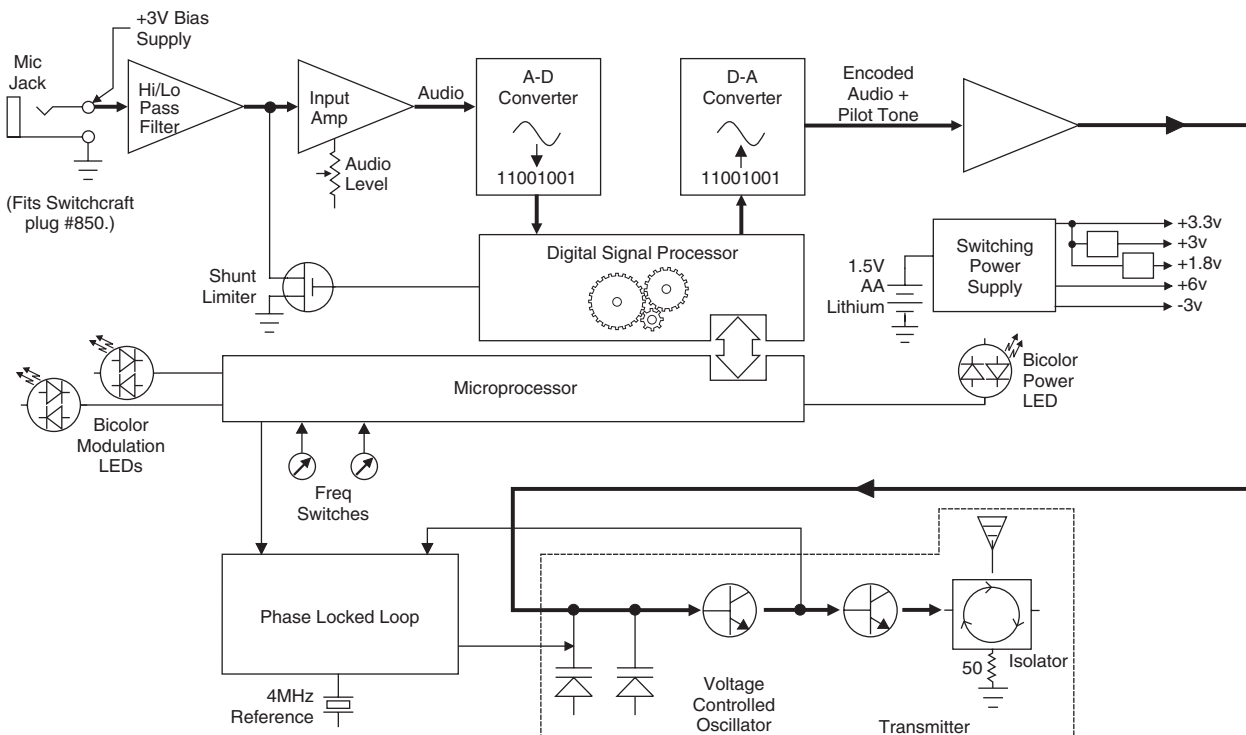 +3V Bias
Supply
Mic
Jack
Hi/Lo
Pass
Filter
Input
Amp
Audio
Audio
Level
A-D
Converter
11001001
D-A
Converter
11001001
Encoded
Audio +
Pilot Tone
(Fits Switchcraft
plug #850.)
Digital Signal Processor
Shunt
Limiter
1.5V
AA
Lithium
Switching
Power
Supply
+3.3v
+3v
+1.8v
+6v
-3v
Microprocessor
Bicolor
Power
LED
Bicolor
Modulation
LEDs
Freq
Switches
Phase Locked Loop
4MHz
Reference
Voltage
Controlled
Oscillator
50
Isolator
Transmitter